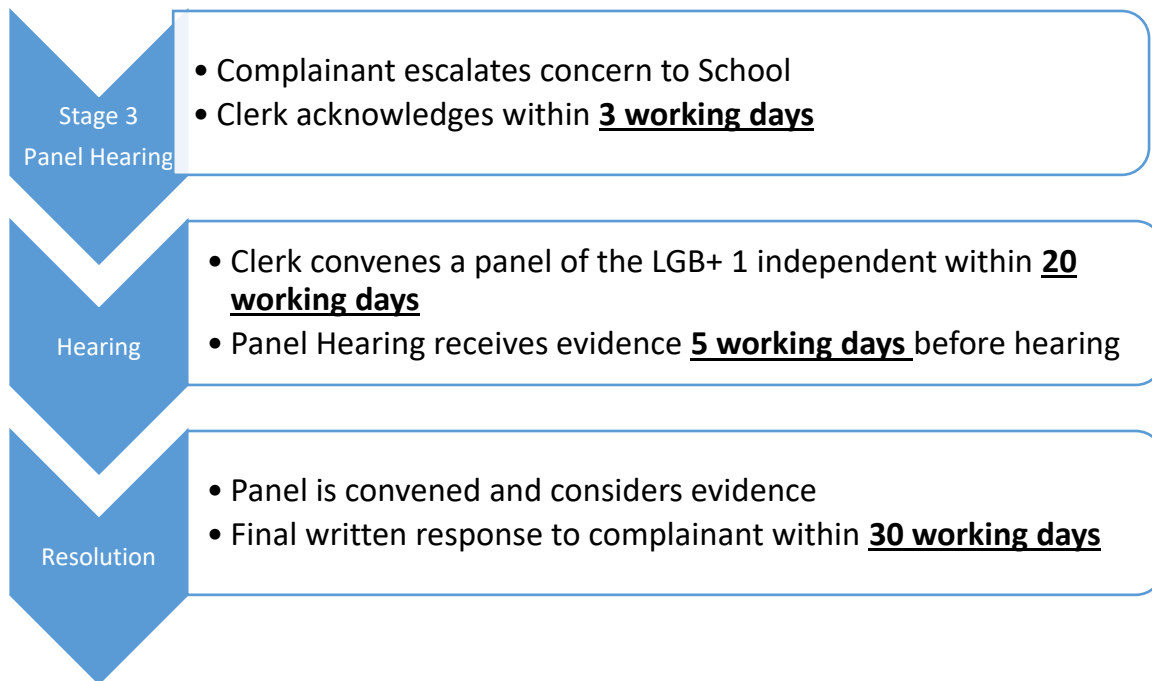 Stage 3
Panel Hearing
• Complainant escalates concern to School
• Clerk acknowledges within 3 working days
Hearing
• Clerk convenes a panel of the LGB+ 1 independent within 20
working days
• Panel Hearing receives evidence 5 working days before hearing
Resolution
• Panel is convened and considers evidence
• Final written response to complainant within 30 working days